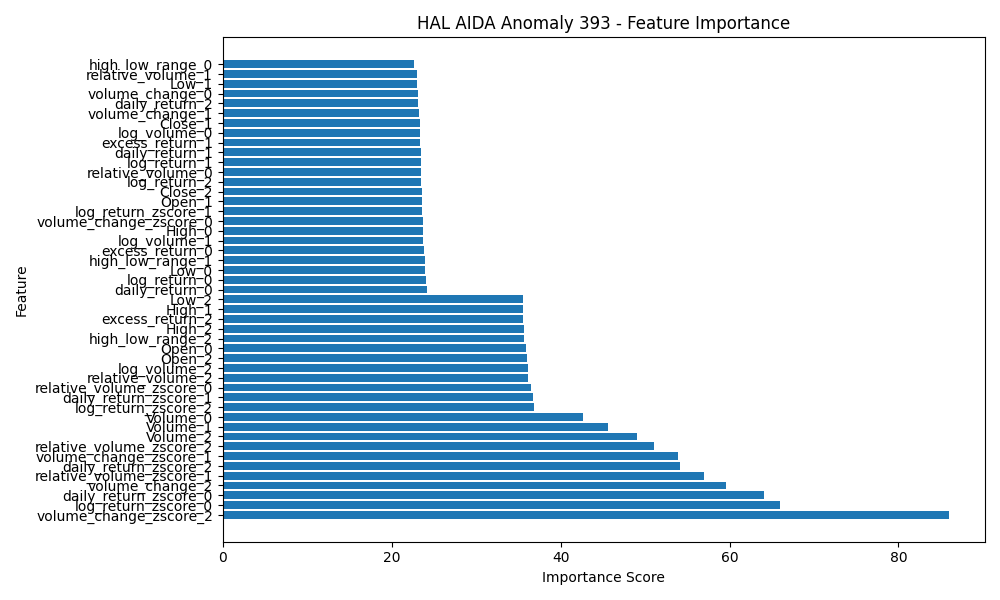 HAL AIDA Anomaly 393 - Feature Importance
high_low_range_0
relative_volume_1
Low_1
volume_change_0
daily_return_2
volume_change_1
Close_1
log_volume_0
excess_return_1
daily_return_1
log_return_1
relative_volume_0
log_return_2
Close_2
Open_1
log_return_zscore_1
volume_change_zscore_0
High_0
log_volume_1
excess_return_0
high_low_range_1
Low_0
log_return_0
daily_return_0
Low_2
High_1
excess_return_2
High_2
high_low_range_2
Open_0
Open_2
log_volume_2
relative_volume_2
relative_volume_zscore_0
daily_return_zscore_1
log_return_zscore_2
Volume_0
Volume_1
Volume_2
relative_volume_zscore_2
volume_change_zscore_1
daily_return_zscore_2
relative_volume_zscore_1
volume_change_2
daily_return_zscore_0
log_return_zscore_0
volume_change_zscore_2
Feature
0 20 40 60 80
Importance Score